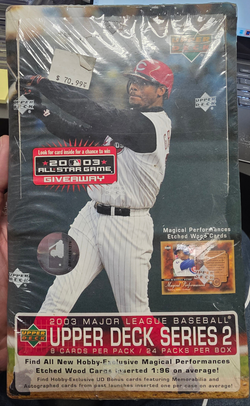 UPPER DECK
$70.99
Look for card inside for a chance to win
2003
ALL-STAR GAME
GIVEAWAY
Magical Performances
Etched Wood Cards
2003 MAJOR LEAGUE BASEBALL
UPPER DECK SERIES 2
8 CARDS PER PACK / 24 PACKS PER BOX
Find All New Hobby-Exclusive Magical Performances
Etched Wood Cards inserted 1:96 on average!
Find Hobby-Exclusive UD Bonus cards featuring Memorabilia and
Autographed cards from past launches inserted one per case on average!